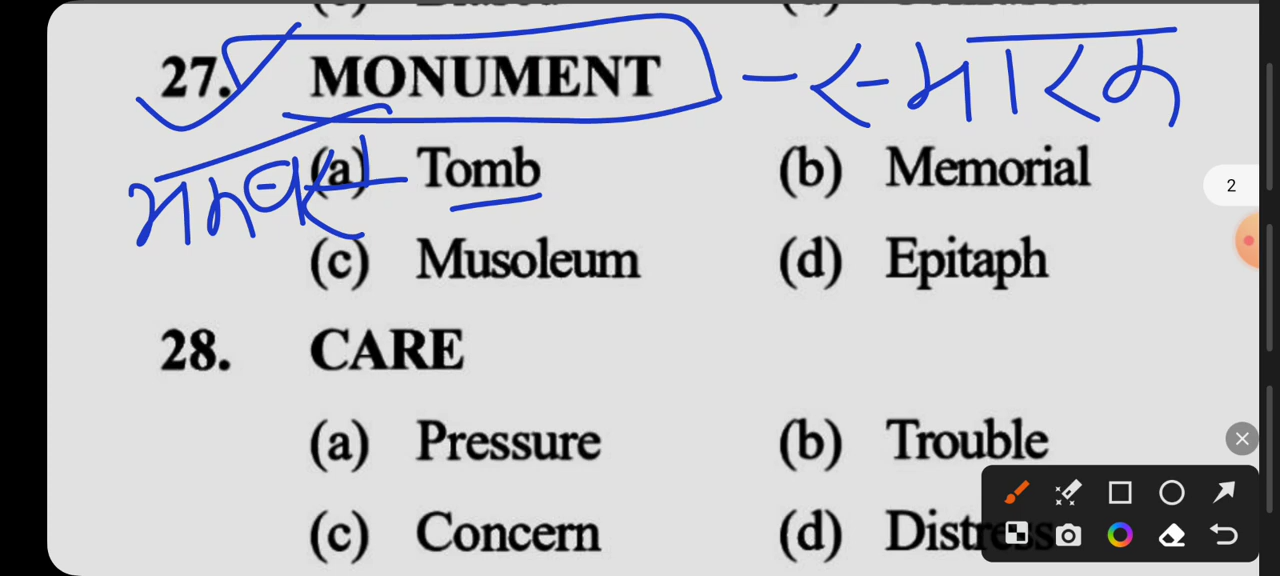 27. MONUMENT - स्मारक
(a) Tomb (b) Memorial
मकबरा
(c) Musoleum (d) Epitaph
28. CARE
(a) Pressure (b) Trouble
(c) Concern (d) Distress
2